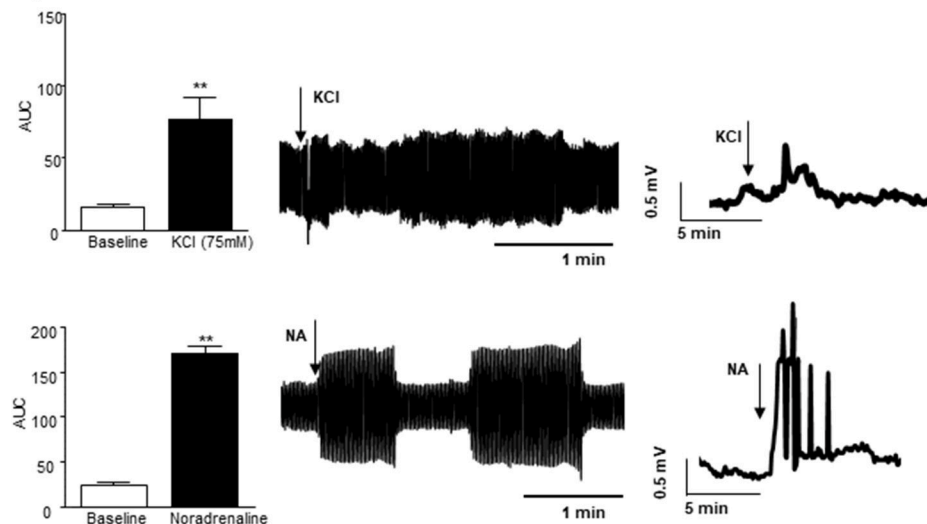 150
100
50
0
AUC
**
Baseline
KCl (75mM)
KCl
1 min
KCl
0.5 mV
5 min
200
150
100
50
0
AUC
**
Baseline
Noradrenaline
NA
1 min
NA
0.5 mV
5 min